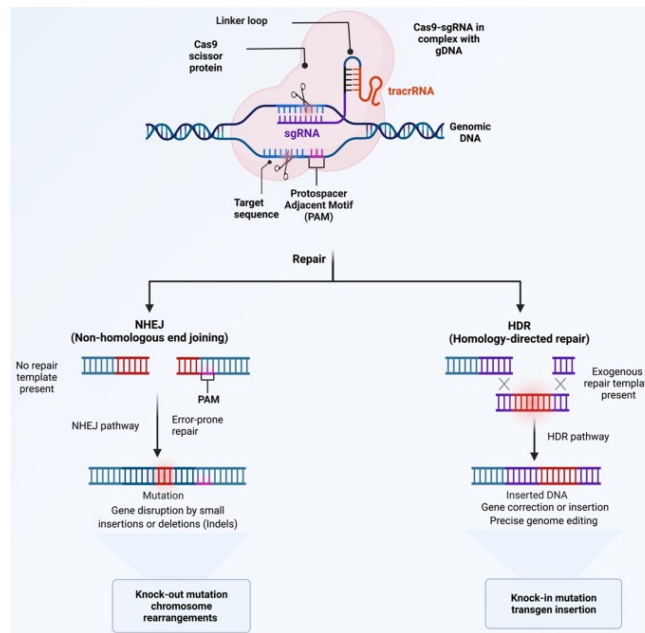 Linker loop
Cas9-sgRNA in
complex with
gDNA
Cas9
scissor
protein
tracrRNA
sgRNA
Genomic
DNA
Target
sequence
Protospacer
Adjacent Motif
(PAM)
Repair
NHEJ
(Non-homologous end joining)
No repair
template
present
PAM
NHEJ pathway
Error-prone
repair
Mutation
Gene disruption by small
insertions or deletions (Indels)
Knock-out mutation
chromosome
rearrangements
HDR
(Homology-directed repair)
Exogenous
repair templat
present
HDR pathway
Inserted DNA
Gene correction or insertion
Precise genome editing
Knock-in mutation
transgen insertion